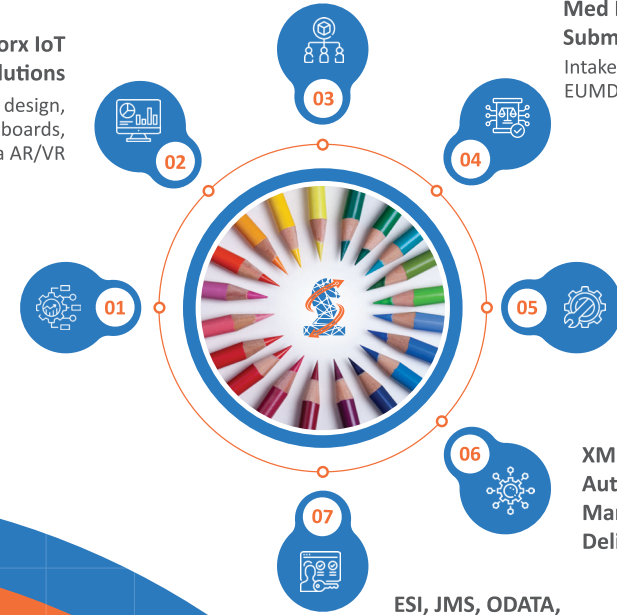 orx IoT
lutions
design,
boards,
a AR/VR
03
Med
Subm
Intake
EUMD
02
04
01
05
06
XM
Aut
Mar
Deli
07
ESI, JMS, ODATA,